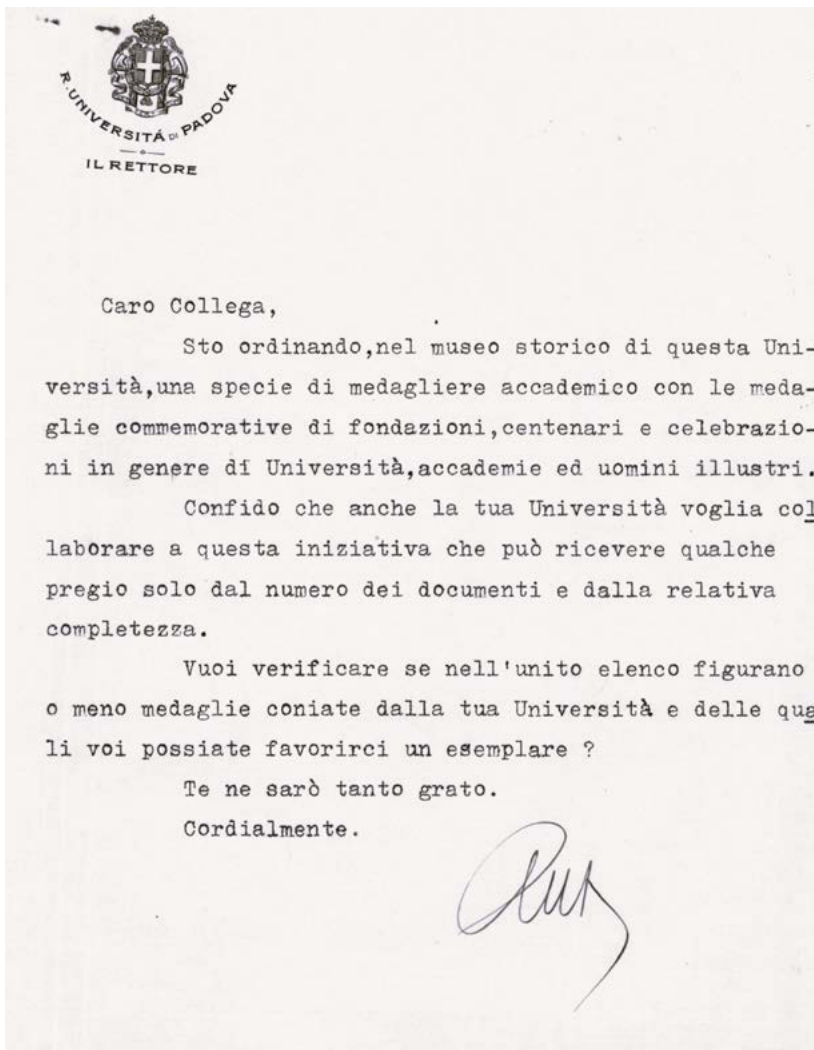 R. UNIVERSITÁ DI PADOVA
IL RETTORE
Caro Collega,
Sto ordinando,nel museo storico di questa Uni-
versità,una specie di medagliere accademico con le meda-
glie commemorative di fondazioni,centenari e celebrazio-
ni in genere di Università,accademie ed uomini illustri.
Confido che anche la tua Università voglia col
laborare a questa iniziativa che può ricevere qualche
pregio solo dal numero dei documenti e dalla relativa
completezza.
Vuoi verificare se nell'unito elenco figurano
o meno medaglie coniate dalla tua Università e delle qua
li voi possiate favorirci un esemplare ?
Te ne sarò tanto grato.
Cordialmente.